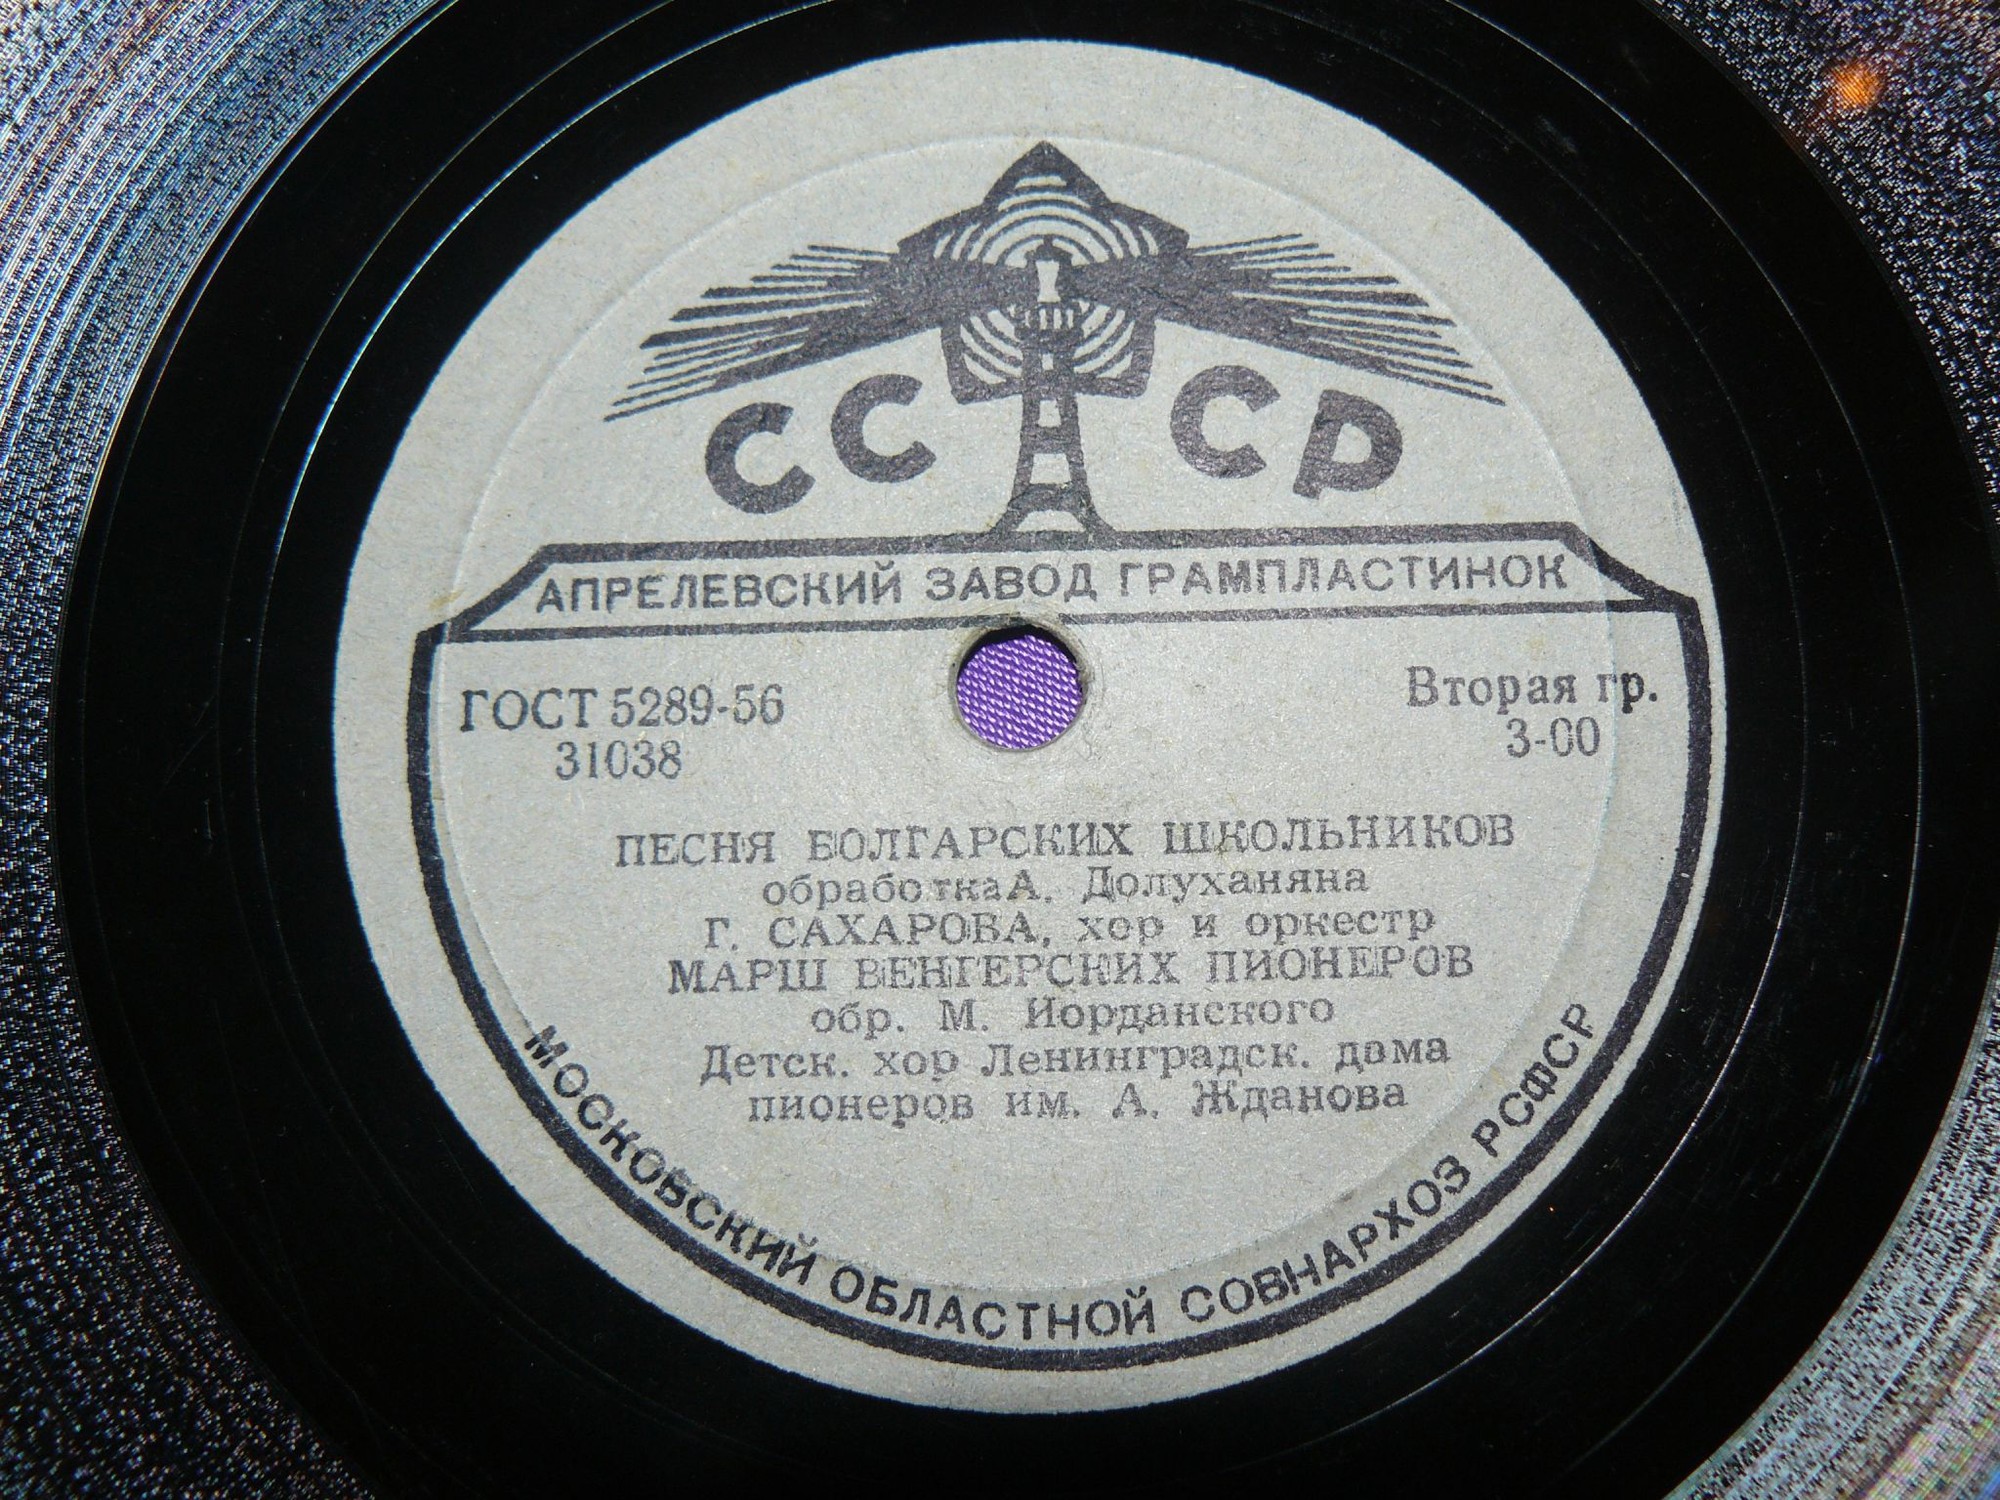 СССР
АПРЕЛЕВСКИЙ ЗАВОД ГРАМПЛАСТИНОК
ГОСТ 5289-56
31038
Вторая гр.
3-00
ПЕСНЯ БОЛГАРСКИХ ШКОЛЬНИКОВ
обработка А. Долуханяна
Г. САХАРОВА, хор и оркестр
МАРШ ВЕНГЕРСКИХ ПИОНЕРОВ
обр. М. Иорданского
Детск. хор Ленинградск. дома
пионеров им. А. Жданова
МОСКОВСКИЙ ОБЛАСТНОЙ СОВНАРХОЗ РСФСР